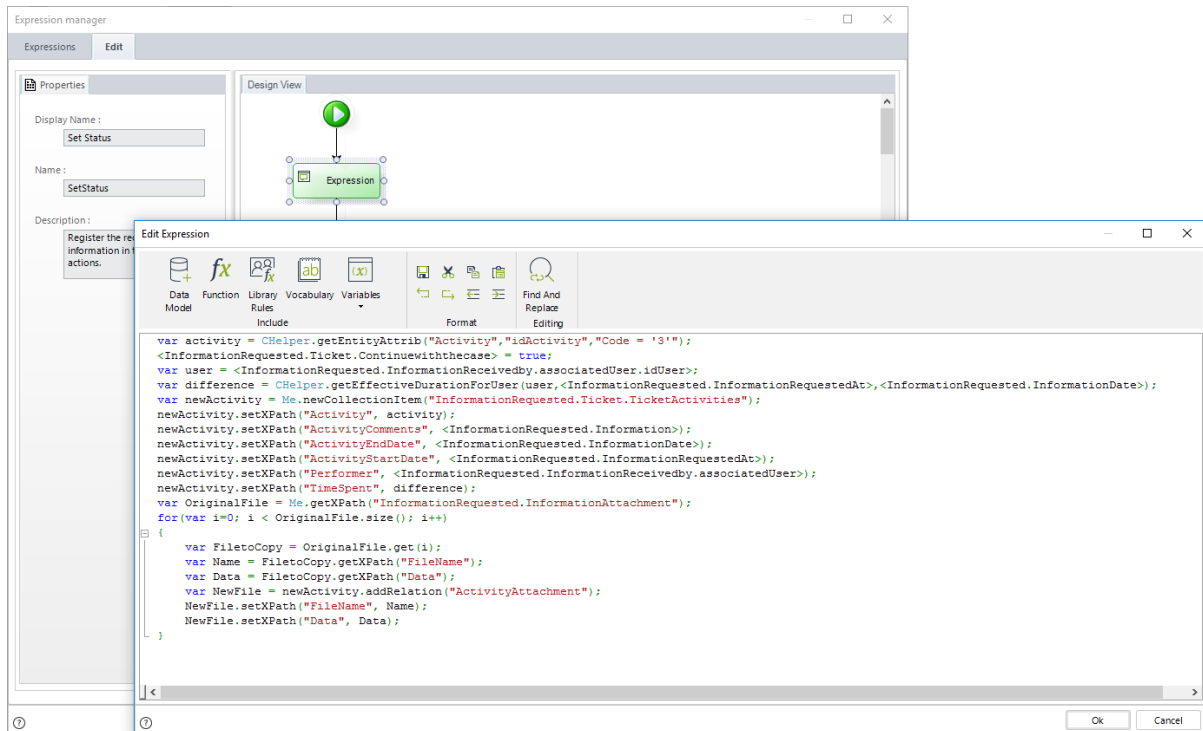 Expression manager
Expressions Edit
Properties
Display Name :
Set Status
Name :
SetStatus
Description :
Register the
information in
actions.
Design View
Expression
Edit Expression
Data Model
Function
Library Rules
Vocabulary
Variables
Include
Format
Find And Replace
Editing
var activity = CHelper.getEntityAttrib("Activity","idActivity","Code = '3'");
<InformationRequested.Ticket.Continuewiththecase> = true;
var user = <InformationRequested.InformationReceivedby.associatedUser.idUser>;
var difference = CHelper.getEffectiveDurationForUser(user,<InformationRequested.InformationRequestedAt>,<InformationRequested.InformationDate>);
var newActivity = Me.newCollectionItem("InformationRequested.Ticket.TicketActivities");
newActivity.setXPath("Activity", activity);
newActivity.setXPath("ActivityComments", <InformationRequested.Information>);
newActivity.setXPath("ActivityEndDate", <InformationRequested.InformationDate>);
newActivity.setXPath("ActivityStartDate", <InformationRequested.InformationRequestedAt>);
newActivity.setXPath("Performer", <InformationRequested.InformationReceivedby.associatedUser>);
newActivity.setXPath("TimeSpent", difference);
var OriginalFile = Me.getXPath("InformationRequested.InformationAttachment");
for(var i=0; i < OriginalFile.size(); i++)
{
var FiletoCopy = OriginalFile.get(i);
var Name = FiletoCopy.getXPath("FileName");
var Data = FiletoCopy.getXPath("Data");
var NewFile = newActivity.addRelation("ActivityAttachment");
NewFile.setXPath("FileName", Name);
NewFile.setXPath("Data", Data);
}
Ok Cancel